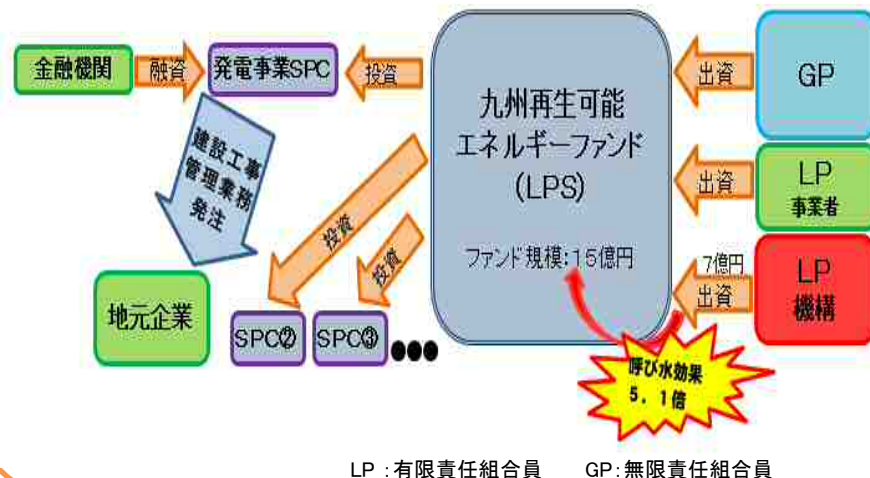 金融機関
融資
発電事業SPC
投資
九州再生可能
エネルギーファンド
(LPS)
ファンド規模:15億円
出資
GP
出資
LP
事業者
7億円
出資
LP
機構
建設工事
管理業務
発注
投資
投資
地元企業
SPC②
SPC③
●●●
呼び水効果
5.1倍
LP :有限責任組合員 GP:無限責任組合員